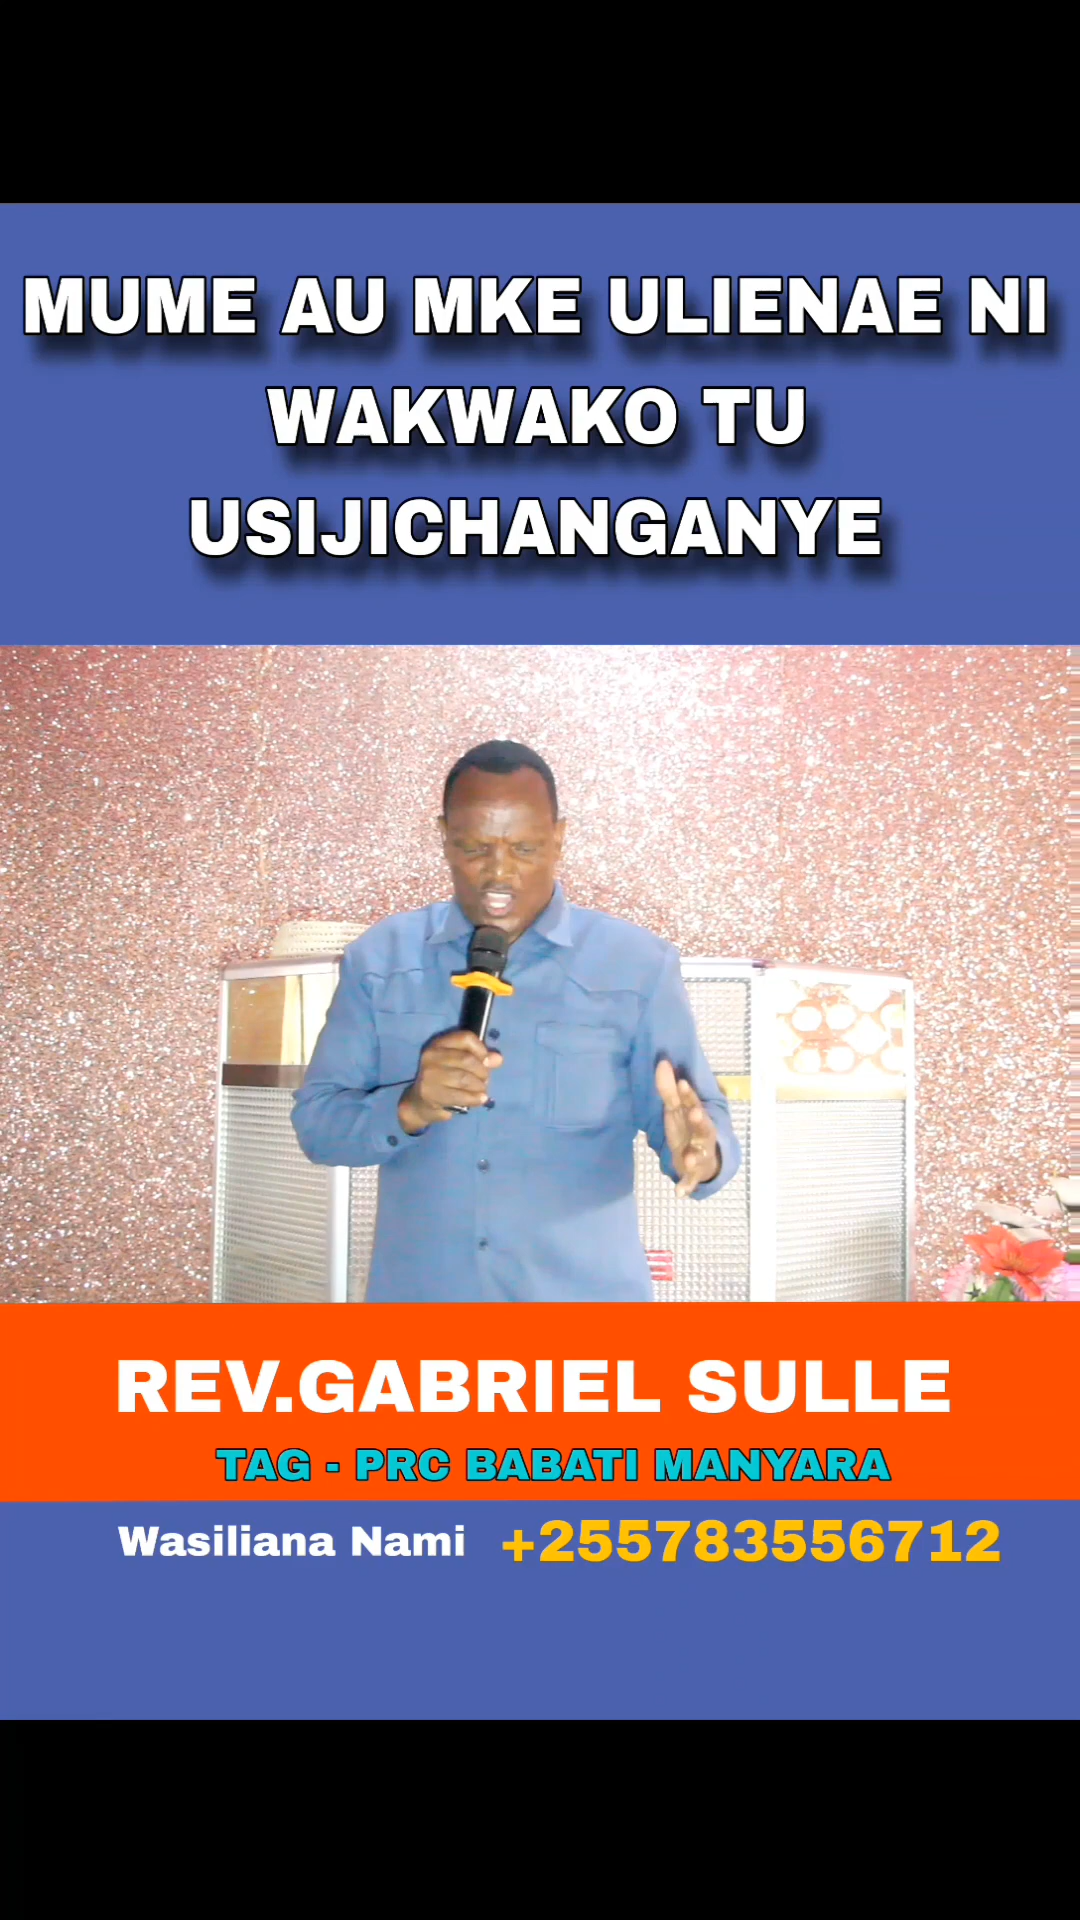 MUME AU MKE ULIENAE NI
WAKWAKO TU
USIJICHANGANYE
REV.GABRIEL SULLE
TAG - PRC BABATI MANYARA
Wasiliana Nami +255783556712